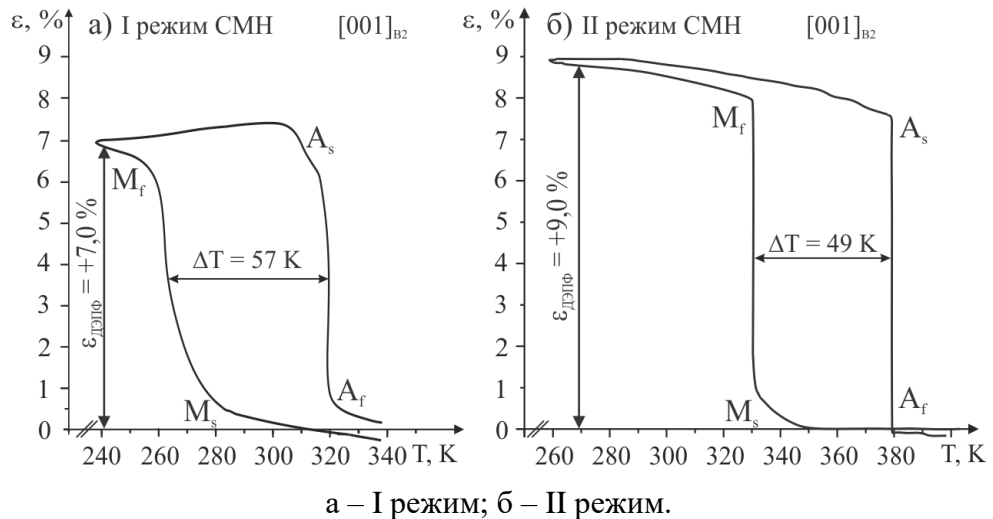 ε, % а) I режим СМН [001]B2
9
8
7
6
5
4
3
2
1
0
Mf
As
ΔT = 57 K
εДЭПФ = +7,0 %
Ms
Af
240 260 280 300 320 340 T, K
ε, % б) II режим СМН [001]B2
9
8
7
6
5
4
3
2
1
0
Mf
As
ΔT = 49 K
εДЭПФ = +9,0 %
Ms
Af
260 280 300 320 340 360 380 T, K
а – I режим; б – II режим.